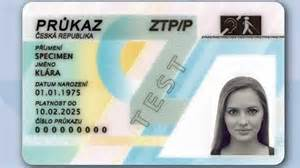 PRŮKAZ ZTP/P
ČESKÁ REPUBLIKA
PŘÍJMENÍ
SPECIMEN
JMÉNO
KLÁRA
DATUM NAROZENÍ
01.01.1975
PLATNOST DO
10.02.2025
ČÍSLO PRŮKAZU
0000000000
TEST